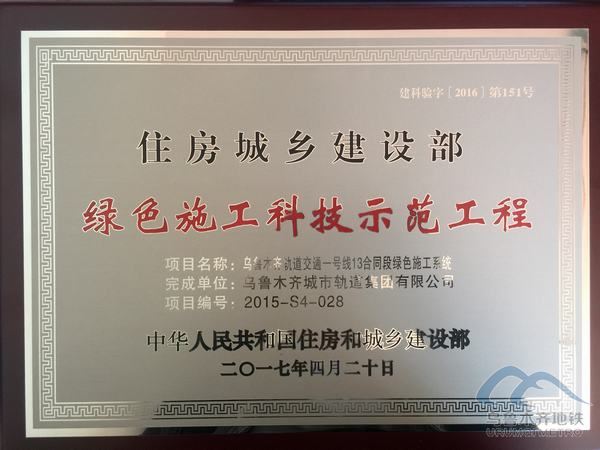 建科验字［2016］第151号
住房城乡建设部
绿色施工科技示范工程
项目名称：乌鲁木齐轨道交通一号线13合同段绿色施工系统
完成单位：乌鲁木齐城市轨道集团有限公司
项目编号：2015-S4-028
中华人民共和国住房和城乡建设部
二〇一七年四月二十日
乌鲁木齐地铁
URUMQI METRO